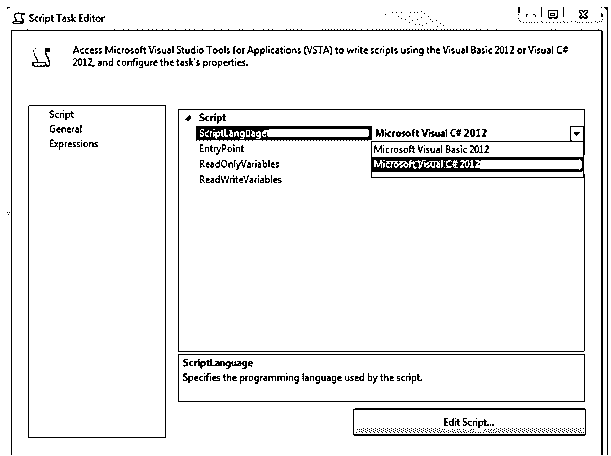 Script Task Editor
Access Microsoft Visual Studio Tools for Applications (VSTA) to write scripts using the Visual Basic 2012 or Visual C#
2012, and configure the task's properties.
Script
General
Expressions
Script
ScriptLanguage Microsoft Visual C# 2012
EntryPoint Microsoft Visual Basic 2012
ReadOnlyVariables Microsoft Visual C# 2012
ReadWriteVariables
ScriptLanguage
Specifies the programming language used by the script.
Edit Script...